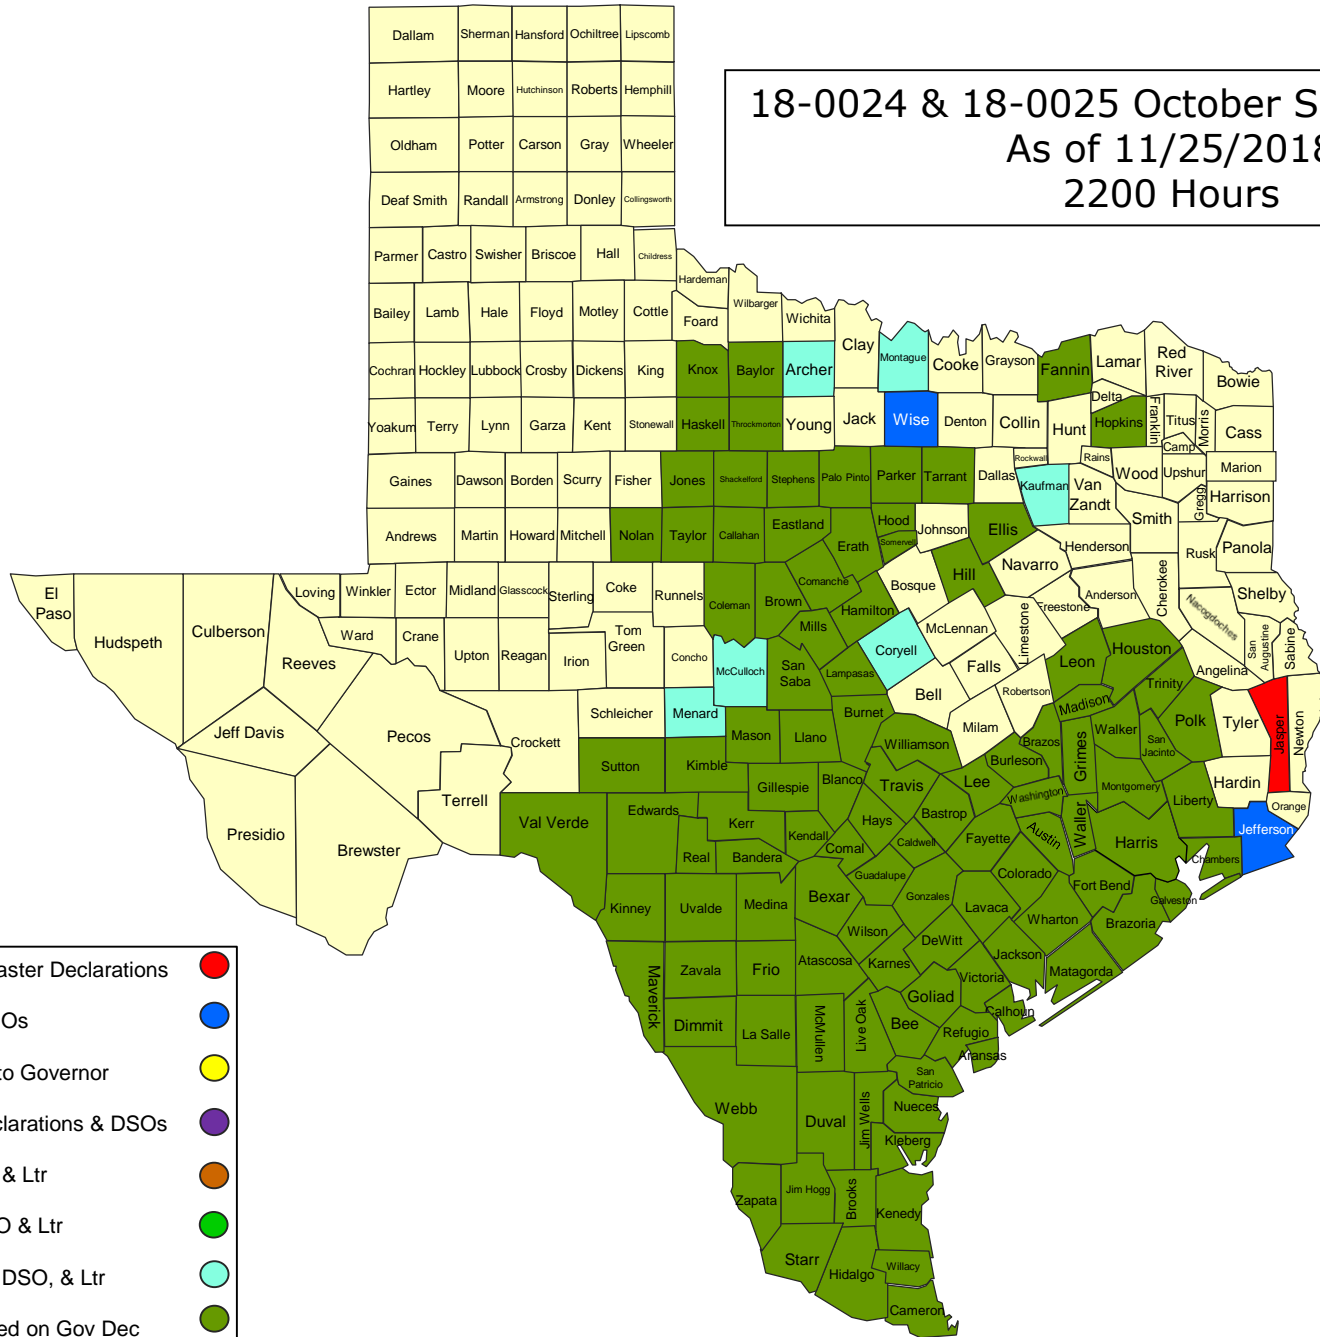 Dallam Sherman Hansford Ochiltree Lipscomb
Hartley Moore Hutchinson Roberts Hemphill
18-0024 & 18-0025 October S
As of 11/25/2018
2200 Hours
Oldham Potter Carson Gray Wheeler
Deaf Smith Randall Armstrong Donley Collingsworth
Parmer Castro Swisher Briscoe Hall Childress
Hardeman
Bailey Lamb Hale Floyd Motley Cottle Foard Wilbarger Wichita
Clay Montague Cooke Grayson Fannin Lamar Red
River Bowie
Cochran Hockley Lubbock Crosby Dickens King Knox Baylor Archer
Delta
Yoakum Terry Lynn Garza Kent Stonewall Haskell Throckmorton Young Jack Wise Denton Collin Hunt Hopkins Franklin Titus Morris Cass
Camp
Gaines Dawson Borden Scurry Fisher Jones Shackelford Stephens Palo Pinto Parker Tarrant Dallas Rockwall Kaufman Rains Van
Zandt Wood Upshur Gregg Marion
Harrison
Andrews Martin Howard Mitchell Nolan Taylor Callahan Eastland Erath Hood Somervell Johnson Ellis Henderson Smith Rusk Panola
El
Paso Hudspeth Culberson Loving Winkler Ector Midland Glasscock Sterling Coke Runnels Coleman Brown Comanche Hamilton Bosque Hill Navarro Freestone Anderson Cherokee Nacogdoches Shelby
Reeves Ward Crane Upton Reagan Irion Tom
Green Concho McCulloch Mills San
Saba Lampasas Coryell McLennan Falls Limestone Leon Houston Angelina San
Augustine Sabine
Jeff Davis Pecos Crockett Schleicher Menard Mason Llano Burnet Bell Milam Robertson Madison Trinity Polk Tyler Jasper Newton
Presidio Brewster Terrell Sutton Kimble Gillespie Blanco Williamson Travis Lee Burleson Brazos Grimes Walker San
Jacinto Hardin Orange
Val Verde Edwards Kerr Kendall Hays Bastrop Washington Montgomery Liberty Jefferson
Real Bandera Comal Caldwell Fayette Austin Waller Harris Chambers
Kinney Uvalde Medina Bexar Guadalupe Gonzales Lavaca Colorado Fort Bend Galveston
Wilson DeWitt Wharton Brazoria
Maverick Zavala Frio Atascosa Karnes Jackson Matagorda
Victoria
Dimmit La Salle McMullen Live Oak Bee Goliad Refugio Calhoun
Aransas
San
Patricio
Webb Duval Jim Wells Nueces
Kleberg
Zapata Jim Hogg Brooks Kenedy
Starr Hidalgo Willacy
Cameron
aster Declarations
Os
to Governor
clarations & DSOs
& Ltr
O & Ltr
DSO, & Ltr
ed on Gov Dec